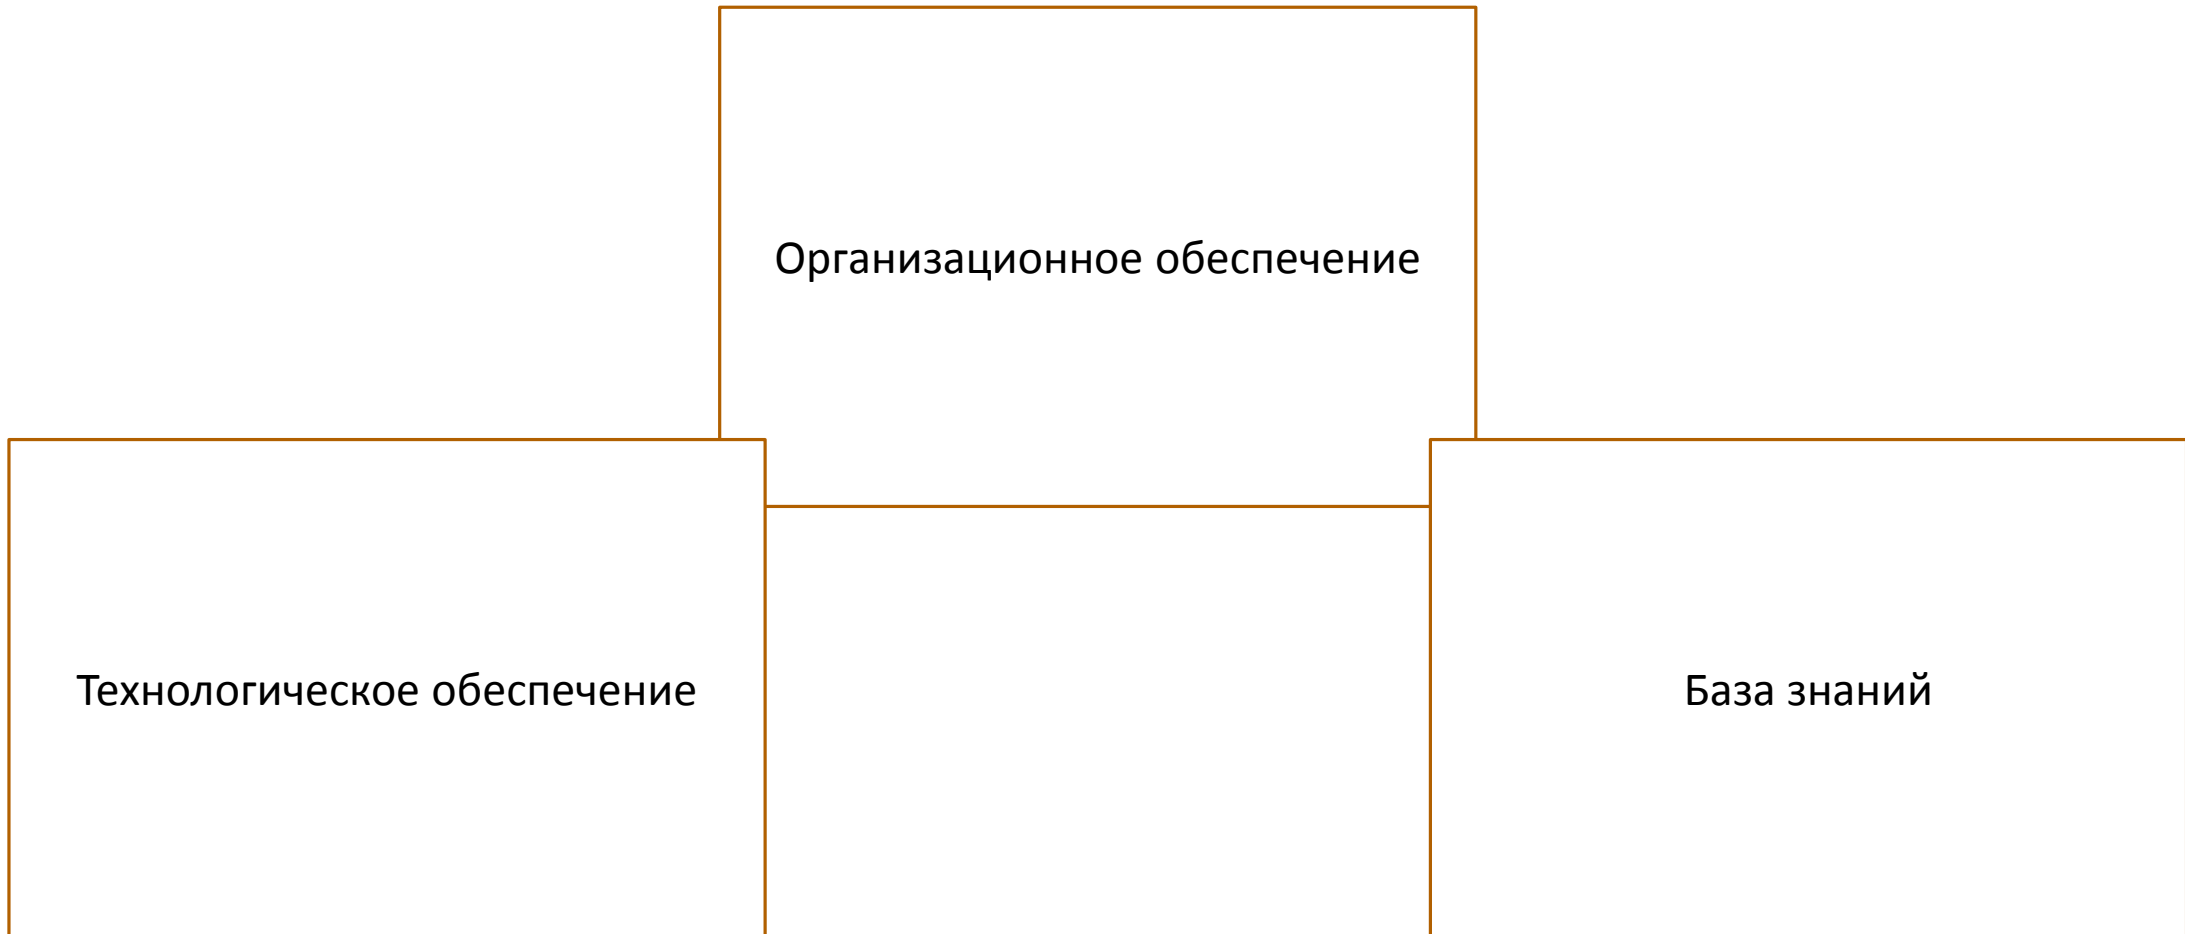 Организационное обеспечение
Технологическое обеспечение
База знаний